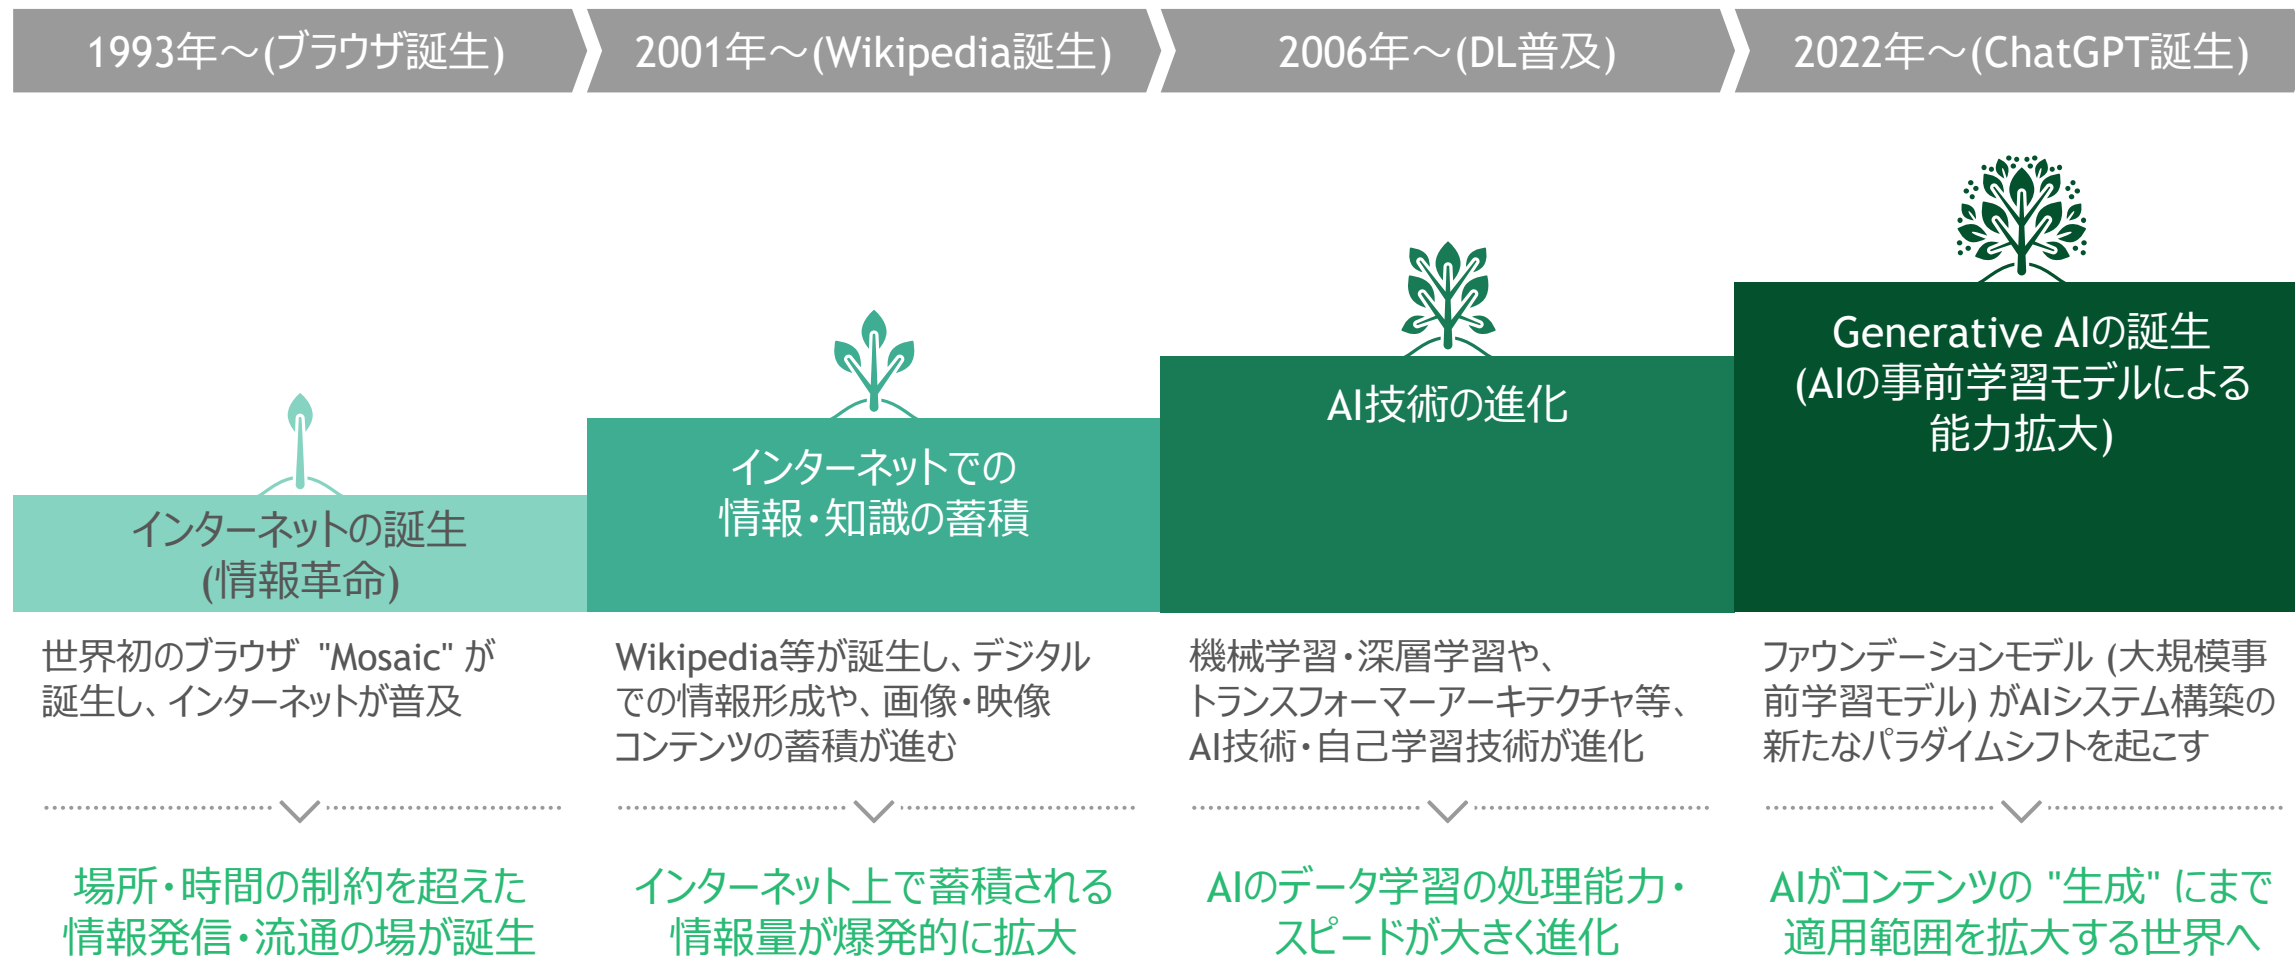 1993年～(ブラウザ誕生)
2001年～(Wikipedia誕生)
2006年～(DL普及)
2022年～(ChatGPT誕生)
インターネットの誕生
(情報革命)
インターネットでの
情報・知識の蓄積
AI技術の進化
Generative AIの誕生
(AIの事前学習モデルによる
能力拡大)
世界初のブラウザ "Mosaic" が
誕生し、インターネットが普及
Wikipedia等が誕生し、デジタル
での情報形成や、画像・映像
コンテンツの蓄積が進む
機械学習・深層学習や、
トランスフォーマーアーキテクチャ等、
AI技術・自己学習技術が進化
ファウンデーションモデル (大規模事
前学習モデル) がAIシステム構築の
新たなパラダイムシフトを起こす
場所・時間の制約を超えた
情報発信・流通の場が誕生
インターネット上で蓄積される
情報量が爆発的に拡大
AIのデータ学習の処理能力・
スピードが大きく進化
AIがコンテンツの "生成" にまで
適用範囲を拡大する世界へ